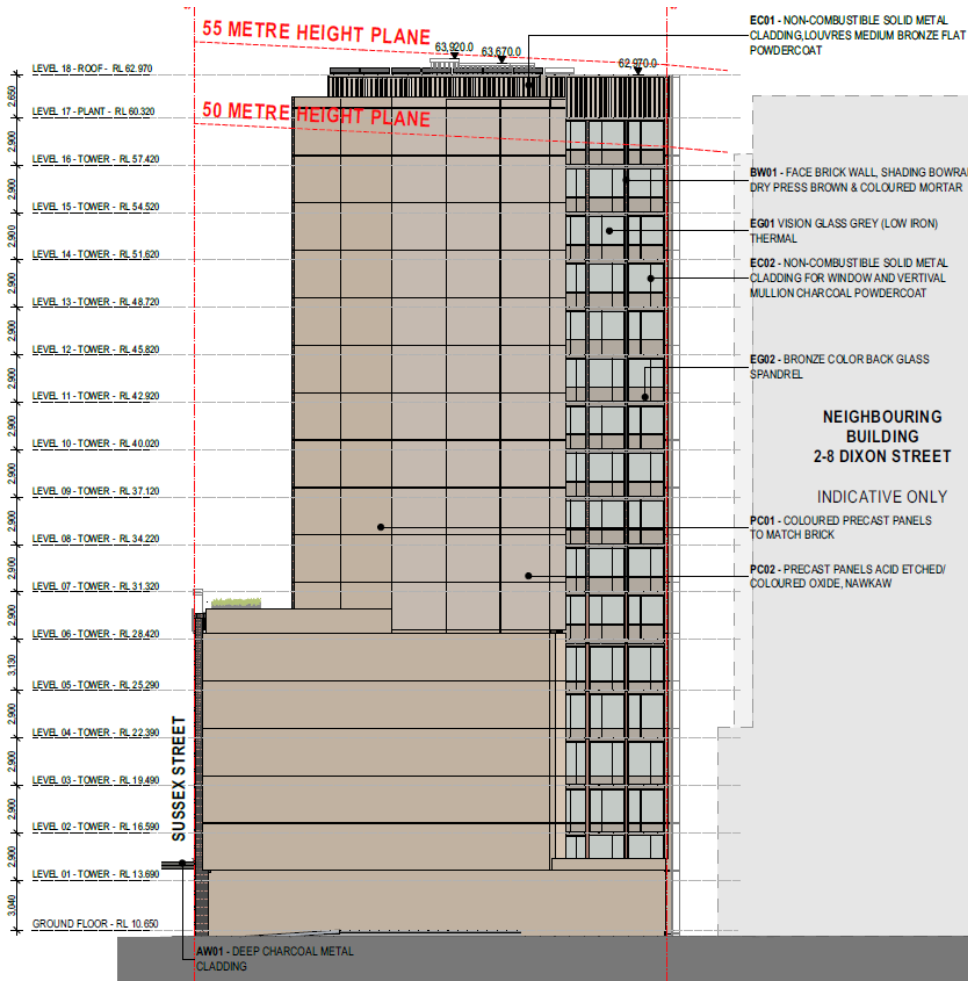 55 METRE HEIGHT PLANE
63,920.0
63,670.0
62,970.0
50 METRE HEIGHT PLANE
LEVEL 18 - ROOF - RL 62.970
2.650
LEVEL 17 - PLANT - RL 60.320
2.900
LEVEL 16 - TOWER - RL 57.420
2.900
LEVEL 15 - TOWER - RL 54.520
2.900
LEVEL 14 - TOWER - RL 51.620
2.900
LEVEL 13 - TOWER - RL 48.720
2.900
LEVEL 12 - TOWER - RL 45.820
2.900
LEVEL 11 - TOWER - RL 42.920
2.900
LEVEL 10 - TOWER - RL 40.020
2.900
LEVEL 09 - TOWER - RL 37.120
2.900
LEVEL 08 - TOWER - RL 34.220
2.900
LEVEL 07 - TOWER - RL 31.320
2.900
LEVEL 06 - TOWER - RL 28.420
3.130
LEVEL 05 - TOWER - RL 25.290
2.900
LEVEL 04 - TOWER - RL 22.390
2.900
LEVEL 03 - TOWER - RL 19.490
2.900
LEVEL 02 - TOWER - RL 16.590
2.900
LEVEL 01 - TOWER - RL 13.690
3.040
GROUND FLOOR - RL 10.650
SUSSEX STREET
AW01 - DEEP CHARCOAL METAL
CLADDING
EC01 - NON-COMBUSTIBLE SOLID METAL
CLADDING,LOUVRES MEDIUM BRONZE FLAT
POWDERCOAT
BW01 - FACE BRICK WALL, SHADING BOWRAL
DRY PRESS BROWN & COLOURED MORTAR
EG01 VISION GLASS GREY (LOW IRON)
THERMAL
EC02 - NON-COMBUSTIBLE SOLID METAL
CLADDING FOR WINDOW AND VERTIVAL
MULLION CHARCOAL POWDERCOAT
EG02 - BRONZE COLOR BACK GLASS
SPANDREL
NEIGHBOURING
BUILDING
2-8 DIXON STREET
INDICATIVE ONLY
PC01 - COLOURED PRECAST PANELS
TO MATCH BRICK
PC02 - PRECAST PANELS ACID ETCHED/
COLOURED OXIDE, NAWKAW